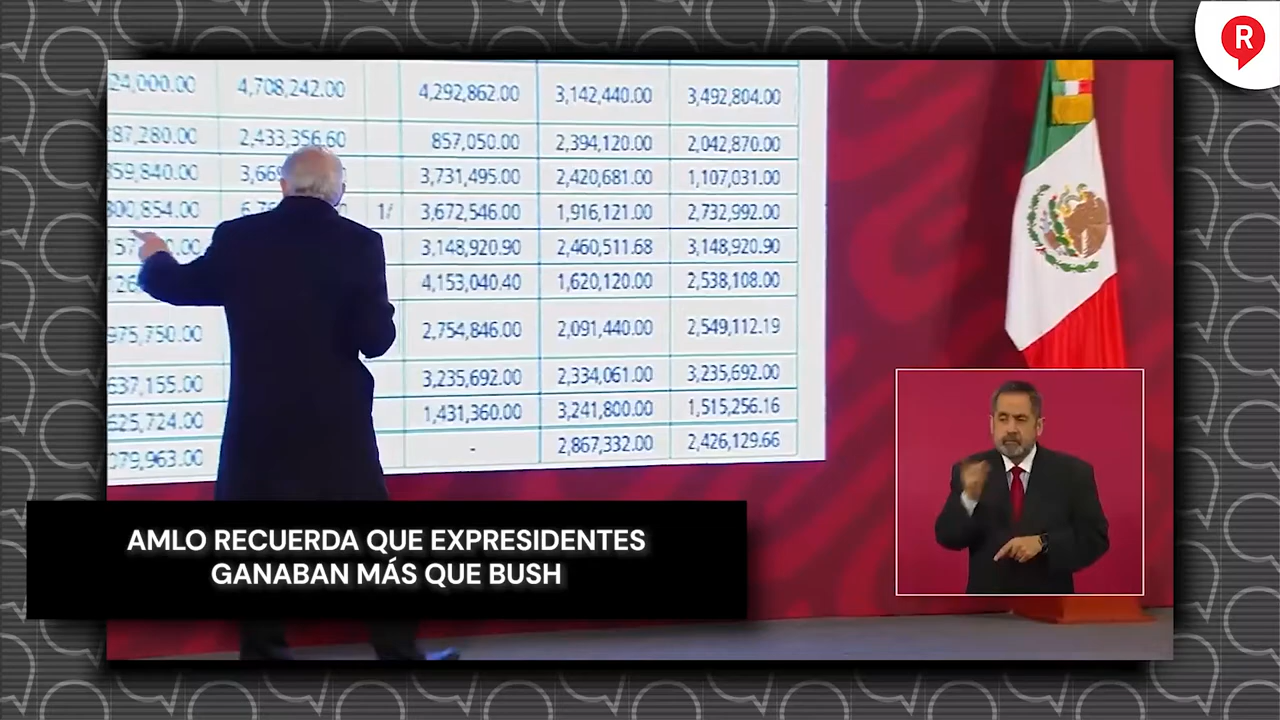 R
24,000.00 4,708,242.00 4,292,862.00 3,142,440.00 3,492,804.00
87,280.00 2,433,356.60 857,050.00 2,394,120.00 2,042,870.00
859,840.00 3,731,495.00 2,420,681.00 1,107,031.00
300,854.00 1/ 3,672,546.00 1,916,121.00 2,732,992.00
3,148,920.90 2,460,511.68 3,148,920.90
4,153,040.40 1,620,120.00 2,538,108.00
975,750.00 2,754,846.00 2,091,440.00 2,549,112.19
637,155.00 3,235,692.00 2,334,061.00 3,235,692.00
625,724.00 1,431,360.00 3,241,800.00 1,515,256.16
079,963.00 - 2,867,332.00 2,426,129.66
AMLO RECUERDA QUE EXPRESIDENTES
GANABAN MÁS QUE BUSH